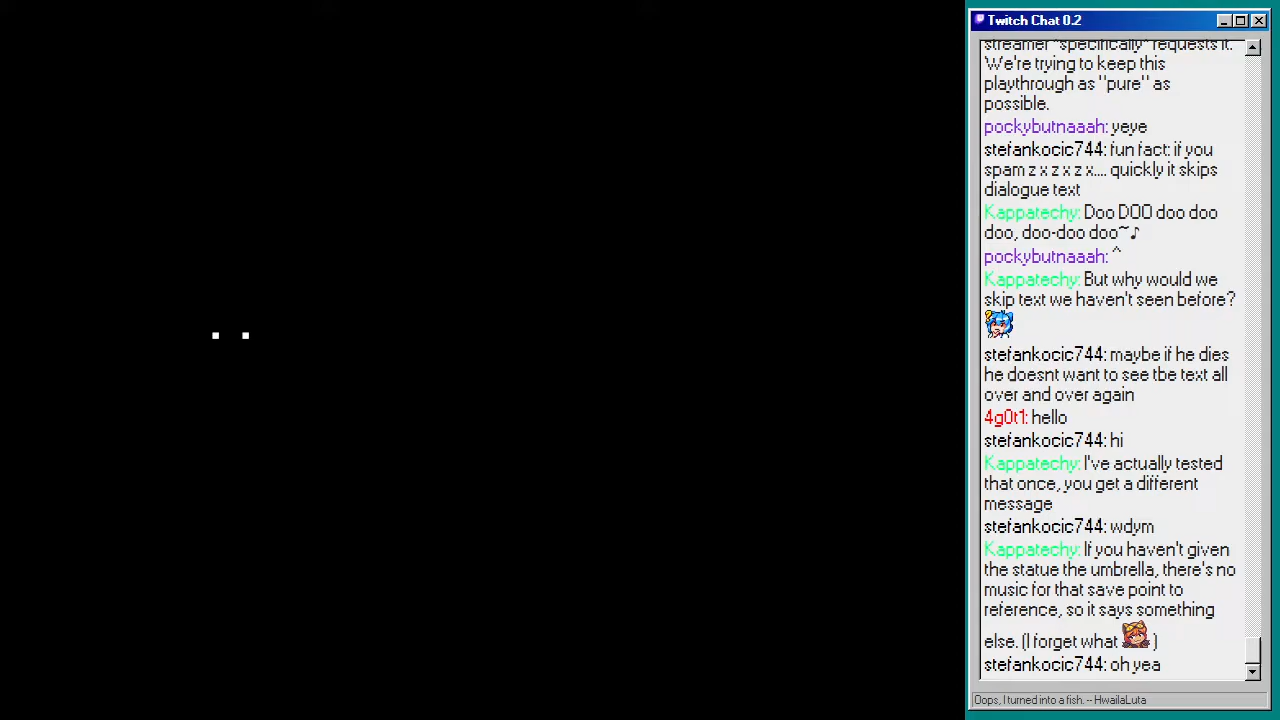 . .
Twitch Chat 0.2
streamer *specifically* requests it.
We're trying to keep this
playthrough as "pure" as
possible.
pockybutnaaah: yeye
stefankocic744: fun fact: if you
spam z x z x z x.... quickly it skips
dialogue text
Kappatechy: Doo DOO doo doo
doo, doo-doo doo~♪
pockybutnaaah: ^
Kappatechy: But why would we
skip text we haven't seen before?
stefankocic744: maybe if he dies
he doesnt want to see tbe text all
over and over again
4g0t1: hello
stefankocic744: hi
Kappatechy: I've actually tested
that once, you get a different
message
stefankocic744: wdym
Kappatechy: If you haven't given
the statue the umbrella, there's no
music for that save point to
reference, so it says something
else. (I forget what )
stefankocic744: oh yea
Oops, I turned into a fish. -- HwailaLuta